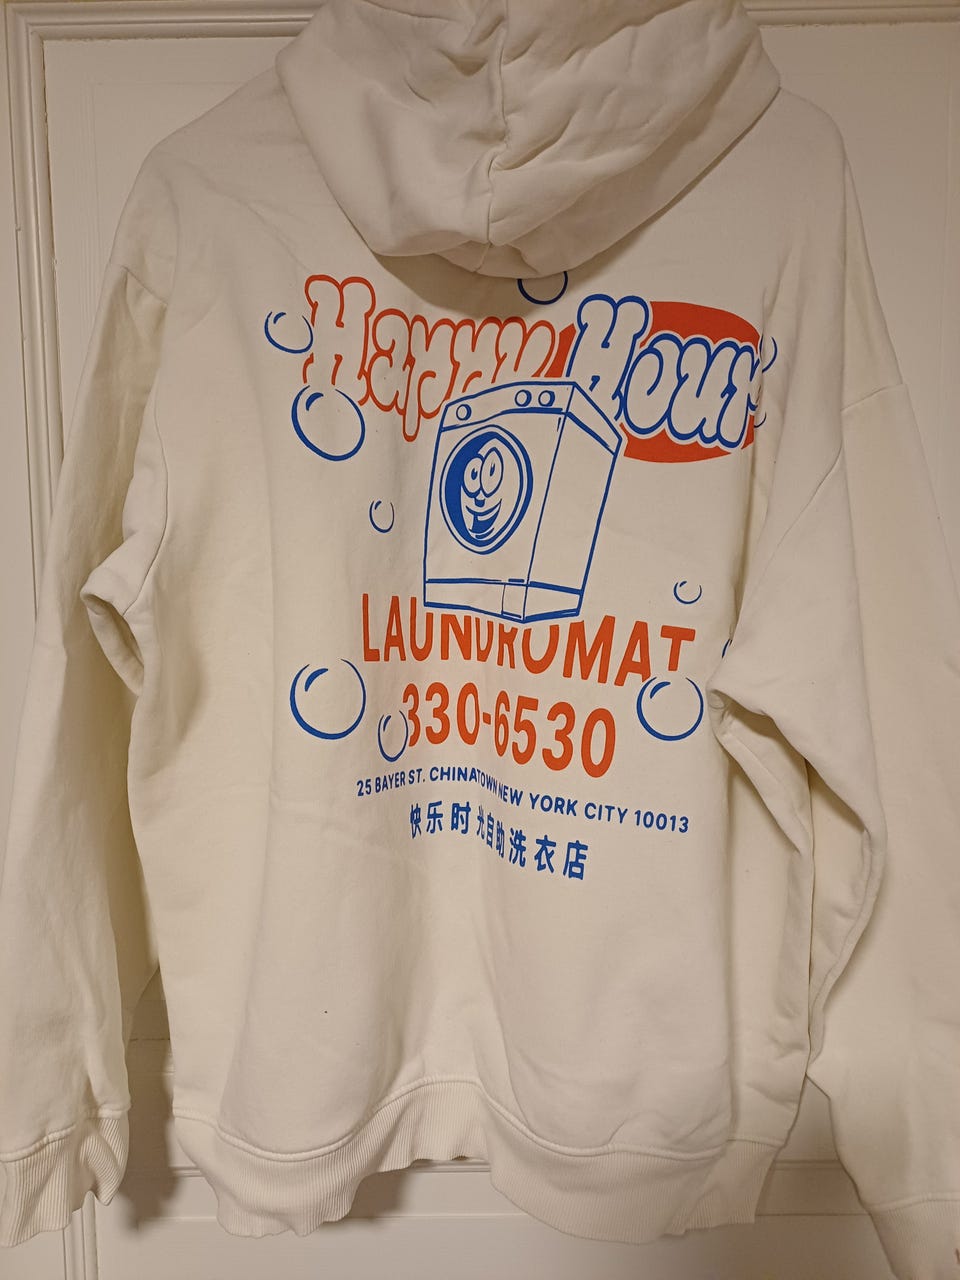 Happy Hour
LAUNDROMAT
330-6530
25 BAYER ST. CHINATOWN NEW YORK CITY 10013
快乐时光自助洗衣店